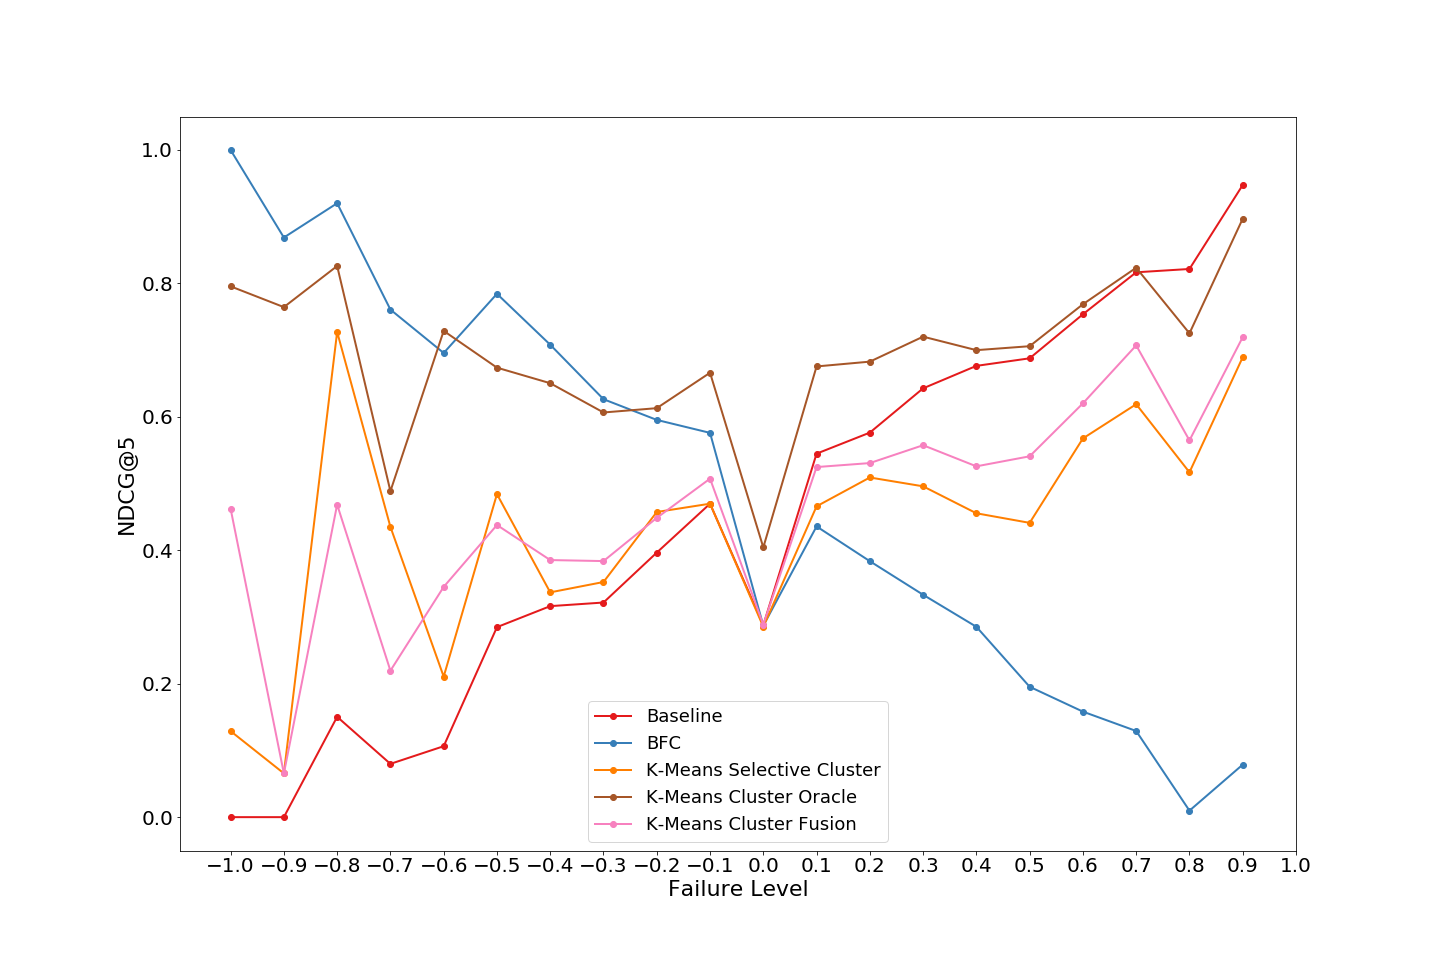 1.0
0.8
0.6
0.4
0.2
0.0
NDCG@5
Baseline
BFC
K-Means Selective Cluster
K-Means Cluster Oracle
K-Means Cluster Fusion
−1.0 −0.9 −0.8 −0.7 −0.6 −0.5 −0.4 −0.3 −0.2 −0.1 0.0 0.1 0.2 0.3 0.4 0.5 0.6 0.7 0.8 0.9 1.0
Failure Level